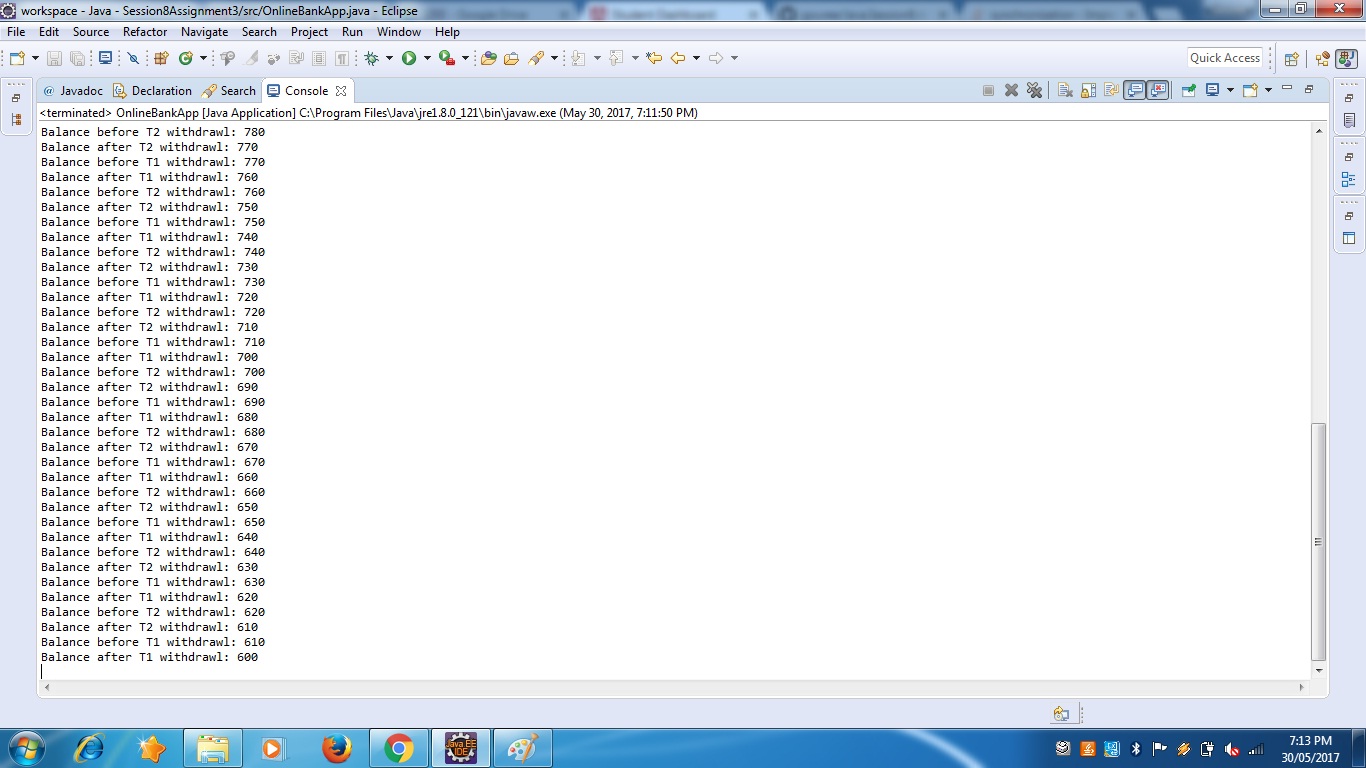 workspace - Java - Session8Assignment3/src/OnlineBankApp.java - Eclipse
File Edit Source Refactor Navigate Search Project Run Window Help
Quick Access
@ Javadoc Declaration Search Console
<terminated> OnlineBankApp [Java Application] C:\Program Files\Java\jre1.8.0_121\bin\javaw.exe (May 30, 2017, 7:11:50 PM)
Balance before T2 withdrawl: 780
Balance after T2 withdrawl: 770
Balance before T1 withdrawl: 770
Balance after T1 withdrawl: 760
Balance before T2 withdrawl: 760
Balance after T2 withdrawl: 750
Balance before T1 withdrawl: 750
Balance after T1 withdrawl: 740
Balance before T2 withdrawl: 740
Balance after T2 withdrawl: 730
Balance before T1 withdrawl: 730
Balance after T1 withdrawl: 720
Balance before T2 withdrawl: 720
Balance after T2 withdrawl: 710
Balance before T1 withdrawl: 710
Balance after T1 withdrawl: 700
Balance before T2 withdrawl: 700
Balance after T2 withdrawl: 690
Balance before T1 withdrawl: 690
Balance after T1 withdrawl: 680
Balance before T2 withdrawl: 680
Balance after T2 withdrawl: 670
Balance before T1 withdrawl: 670
Balance after T1 withdrawl: 660
Balance before T2 withdrawl: 660
Balance after T2 withdrawl: 650
Balance before T1 withdrawl: 650
Balance after T1 withdrawl: 640
Balance before T2 withdrawl: 640
Balance after T2 withdrawl: 630
Balance before T1 withdrawl: 630
Balance after T1 withdrawl: 620
Balance before T2 withdrawl: 620
Balance after T2 withdrawl: 610
Balance before T1 withdrawl: 610
Balance after T1 withdrawl: 600
Java EE
IDE
7:13 PM
30/05/2017